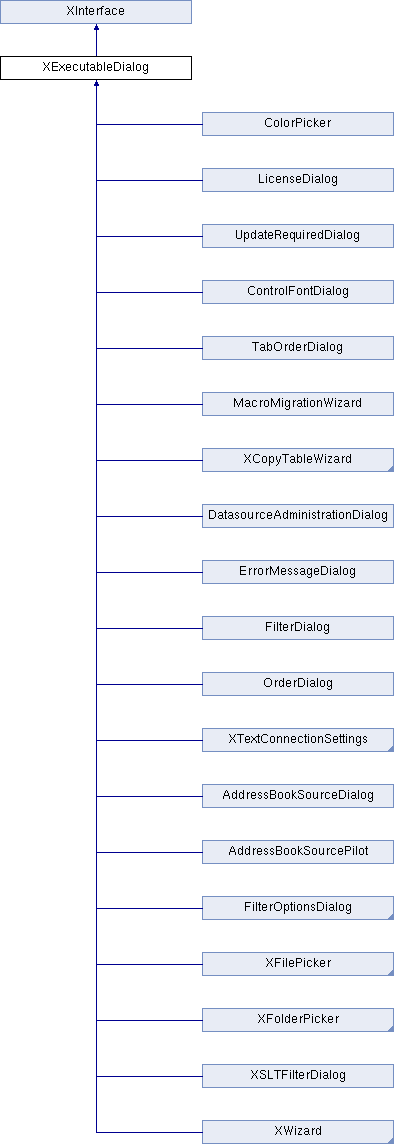 XInterface
XExecutableDialog
ColorPicker
LicenseDialog
UpdateRequiredDialog
ControlFontDialog
TabOrderDialog
MacroMigrationWizard
XCopyTableWizard
DatasourceAdministrationDialog
ErrorMessageDialog
FilterDialog
OrderDialog
XTextConnectionSettings
AddressBookSourceDialog
AddressBookSourcePilot
FilterOptionsDialog
XFilePicker
XFolderPicker
XSLTFilterDialog
XWizard